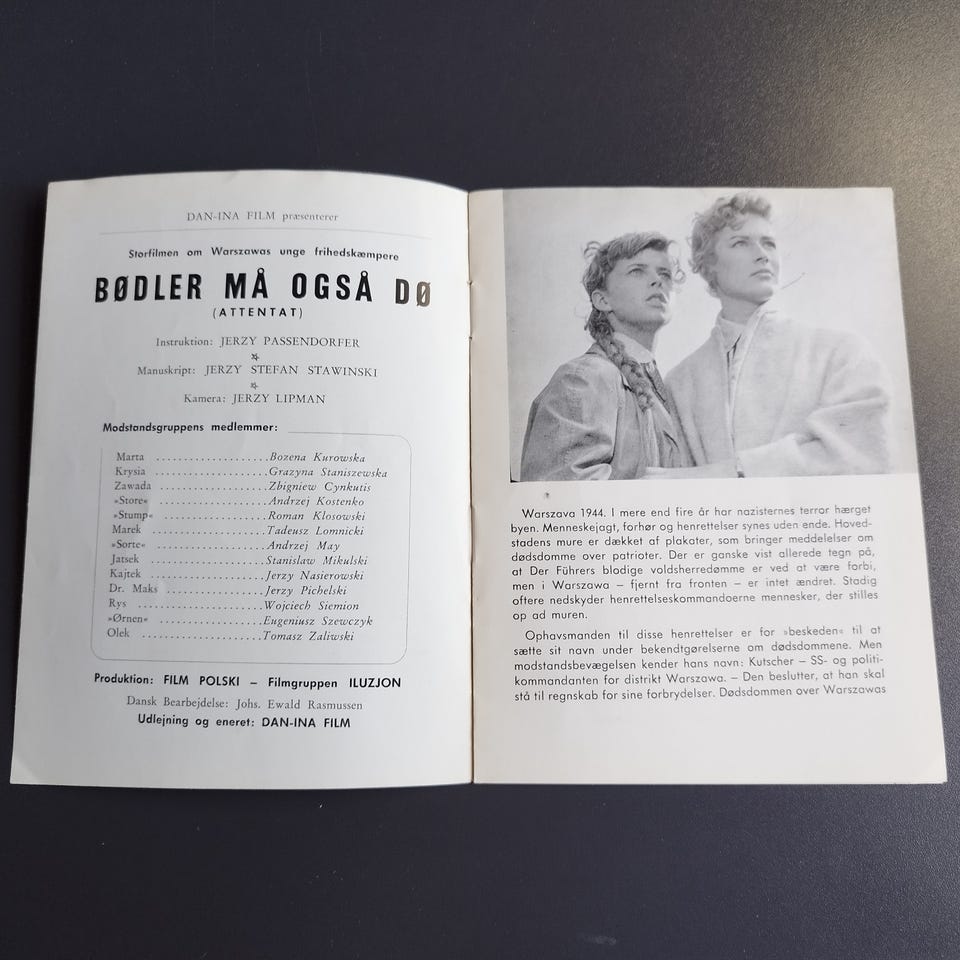 DAN-INA FILM præsenterer
Storfilmen om Warszawas unge frihedskæmpere
BØDLER MÅ OGSÅ DØ
(ATTENTAT)
Instruktion: JERZY PASSENDORFER
Manuskript: JERZY STEFAN STAWINSKI
Kamera: JERZY LIPMAN
Modstandsgruppens medlemmer:
Marta ......................Bozena Kurowska
Krysia ......................Grazyna Staniszewska
Zawada ....................Zbigniew Cynkutis
»Store« ....................Andrzej Kostenko
»Stump« ...................Roman Klosowski
Marek .....................Tadeusz Lomnicki
»Sorte« ....................Andrzej May
Jatsek .....................Stanislaw Mikulski
Kajtek .....................Jerzy Nasierowski
Dr. Maks ..................Jerzy Pichelski
Rys .......................Wojciech Siemion
»Ørnen« ...................Eugeniusz Szewczyk
Olek ......................Tomasz Zaliwski
Produktion: FILM POLSKI – Filmgruppen ILUZJON
Dansk Bearbejdelse: Johs. Ewald Rasmussen
Udlejning og eneret: DAN-INA FILM
Warszava 1944. I mere end fire år har nazisternes terror hærget
byen. Menneskejagt, forhør og henrettelser synes uden ende. Hoved-
stadens mure er dækket af plakater, som bringer meddelelser om
dødsdomme over patrioter. Der er ganske vist allerede tegn på,
at Der Führers blodige voldsherredømme er ved at være forbi,
men i Warszawa – fjernt fra fronten – er intet ændret. Stadig
oftere nedskyder henrettelseskommandoerne mennesker, der stilles
op ad muren.
Ophavsmanden til disse henrettelser er for »beskeden« til at
sætte sit navn under bekendtgørelserne om dødsdommene. Men
modstandsbevægelsen kender hans navn: Kutscher – SS- og politi-
kommandanten for distrikt Warszawa. – Den beslutter, at han skal
stå til regnskab for sine forbrydelser. Dødsdommen over Warszawas